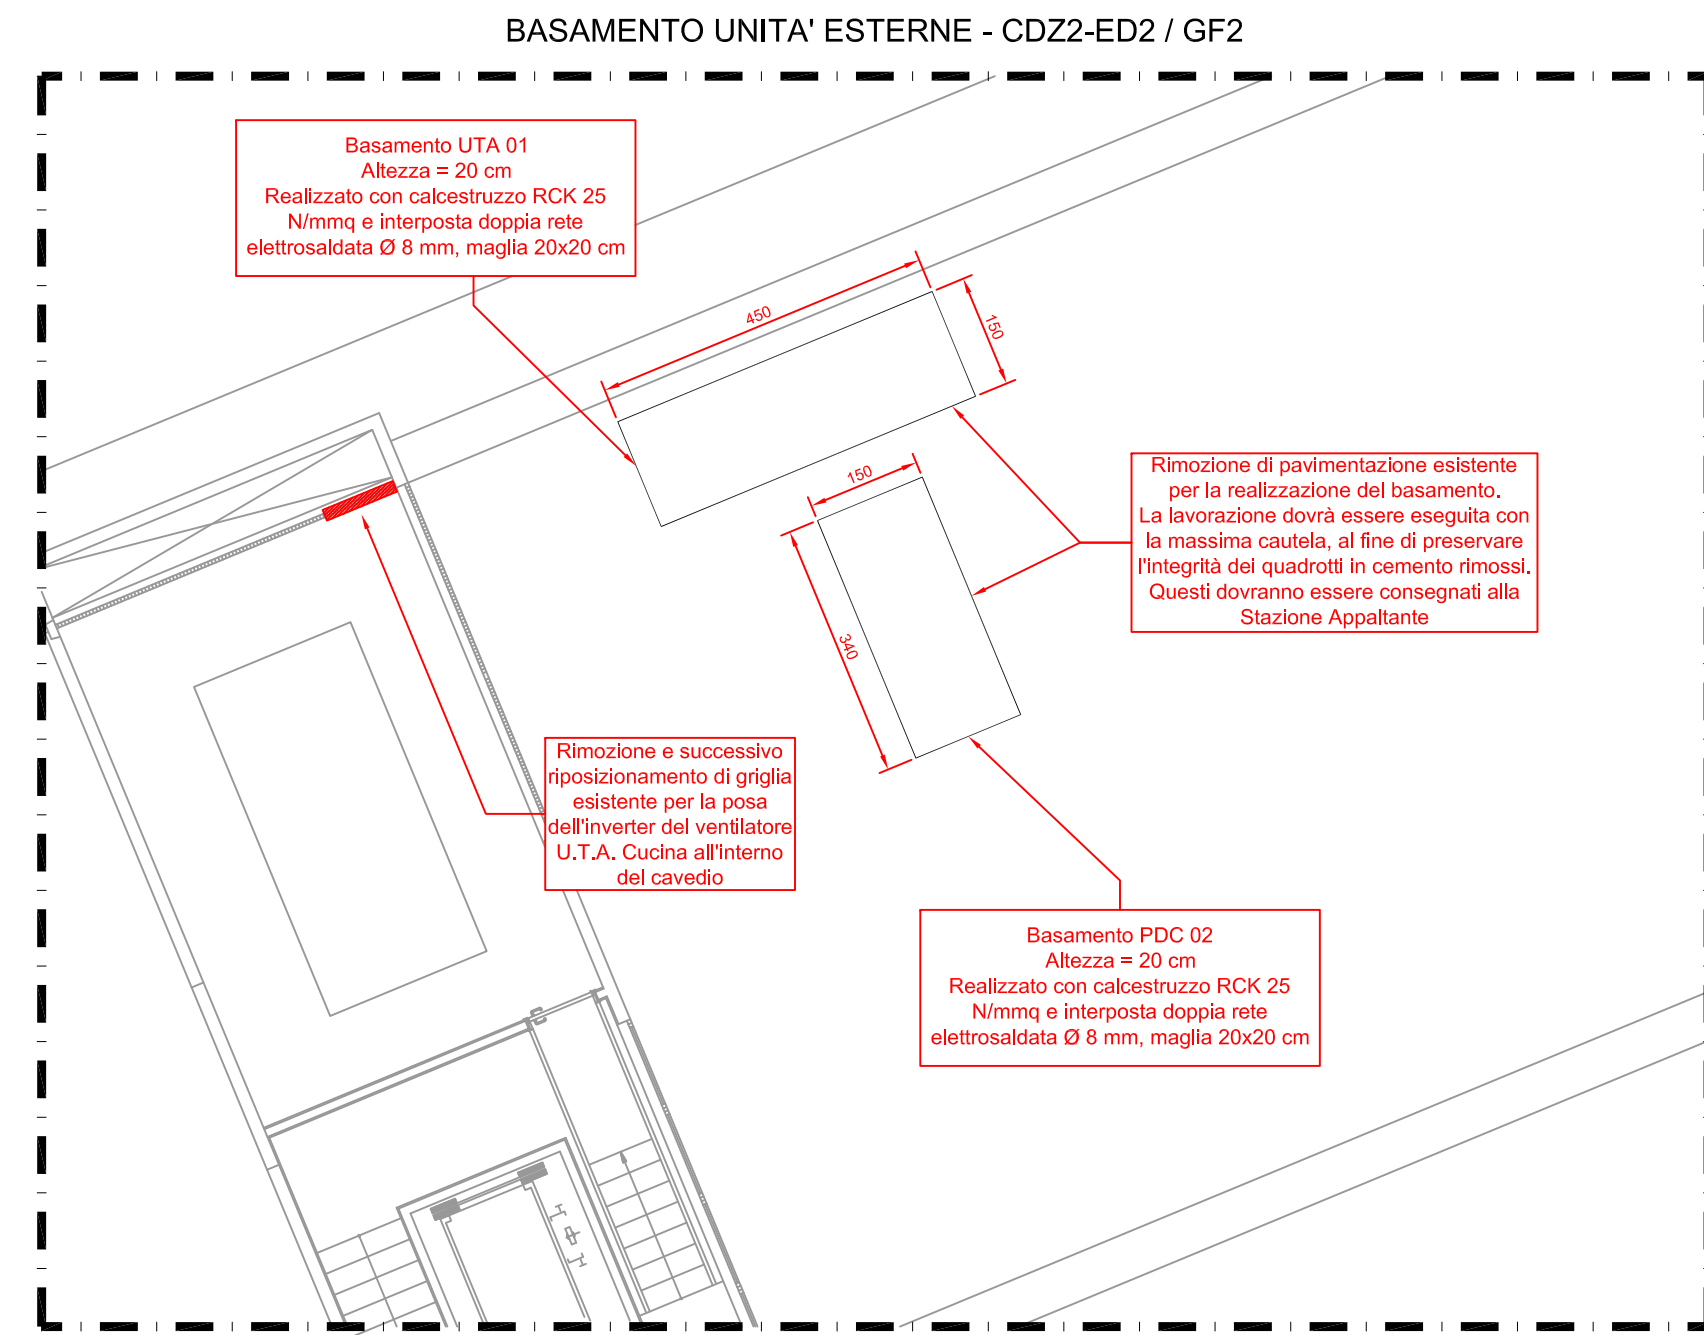 BASAMENTO UNITA' ESTERNE - CDZ2-ED2 / GF2
Basamento UTA 01
Altezza = 20 cm
Realizzato con calcestruzzo RCK 25
N/mmq e interposta doppia rete
elettrosaldata Ø 8 mm, maglia 20x20 cm
450
150
150
340
Rimozione di pavimentazione esistente
per la realizzazione del basamento.
La lavorazione dovrà essere eseguita con
la massima cautela, al fine di preservare
l'integrità dei quadrotti in cemento rimossi.
Questi dovranno essere consegnati alla
Stazione Appaltante
Rimozione e successivo
riposizionamento di griglia
esistente per la posa
dell'inverter del ventilatore
U.T.A. Cucina all'interno
del cavedio
Basamento PDC 02
Altezza = 20 cm
Realizzato con calcestruzzo RCK 25
N/mmq e interposta doppia rete
elettrosaldata Ø 8 mm, maglia 20x20 cm